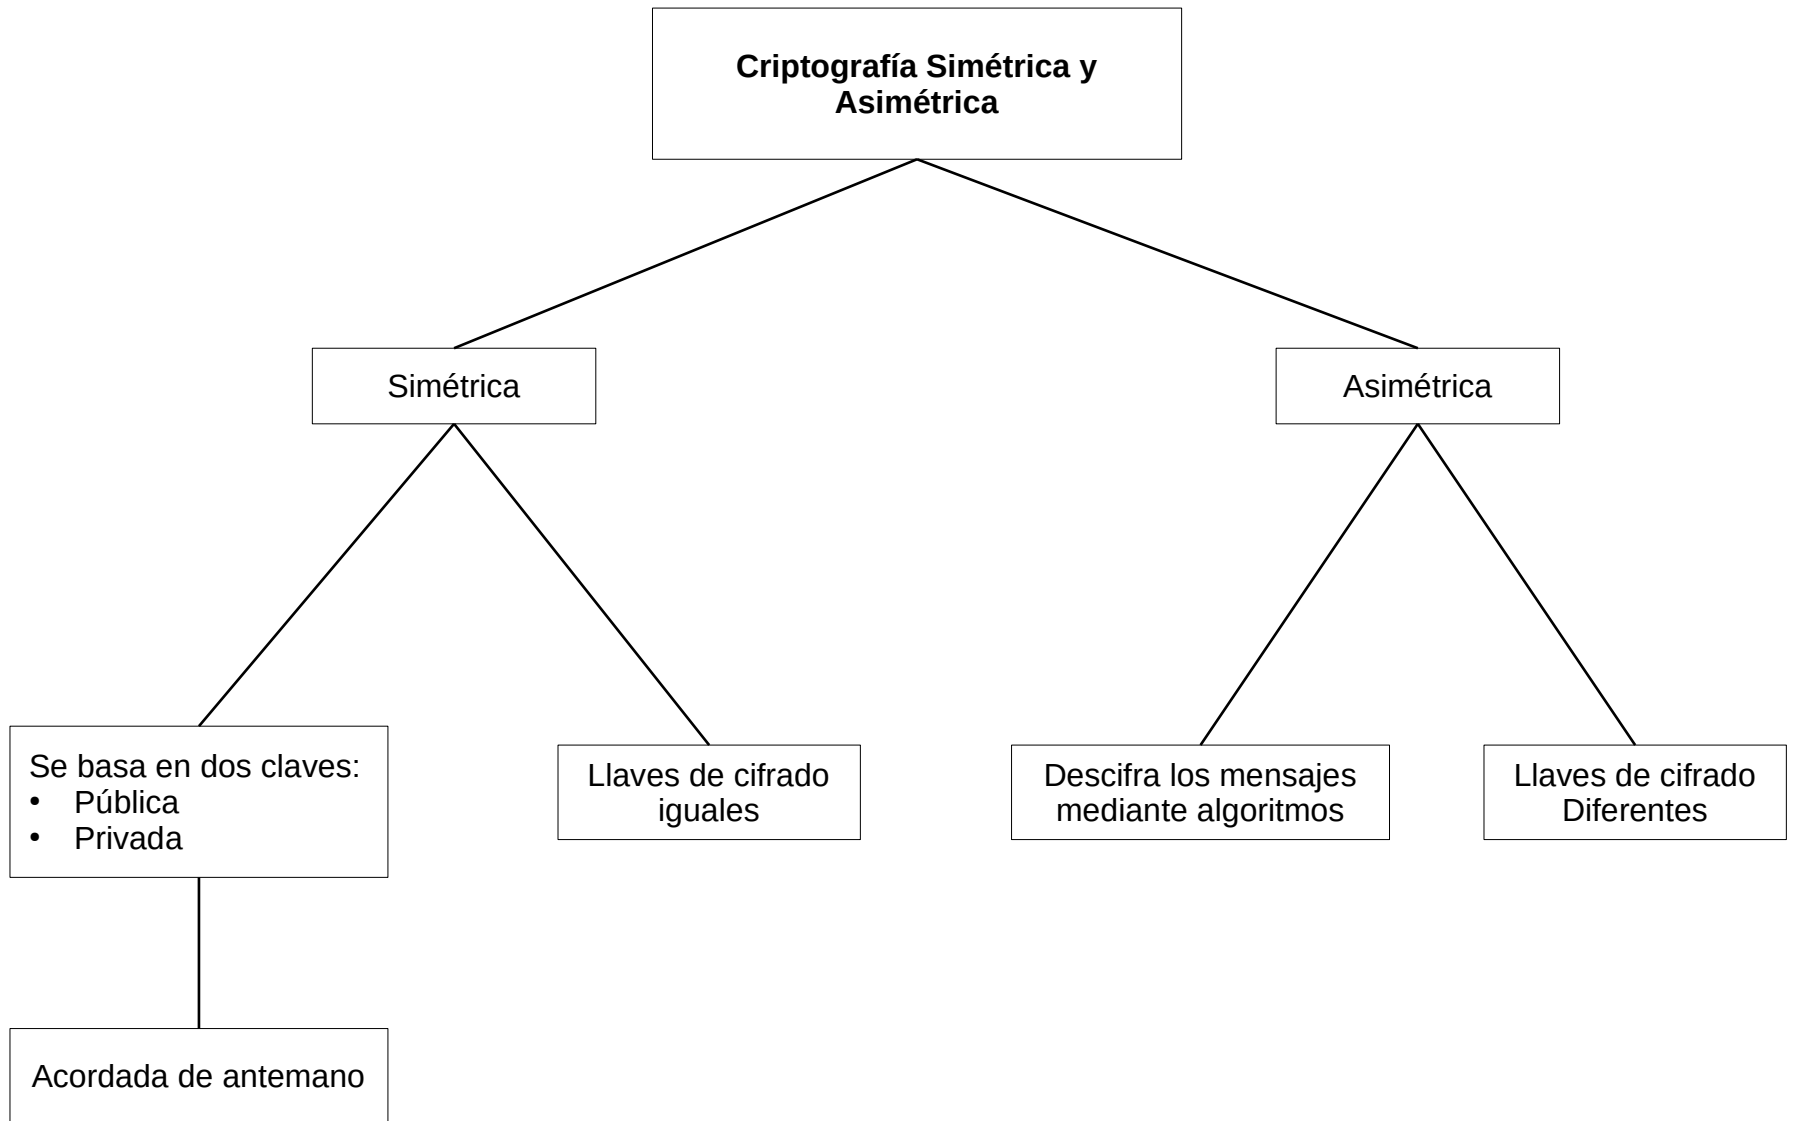 Criptografía Simétrica y
Asimétrica
Simétrica
Asimétrica
Se basa en dos claves:
• Pública
• Privada
Llaves de cifrado
iguales
Descifra los mensajes
mediante algoritmos
Llaves de cifrado
Diferentes
Acordada de antemano